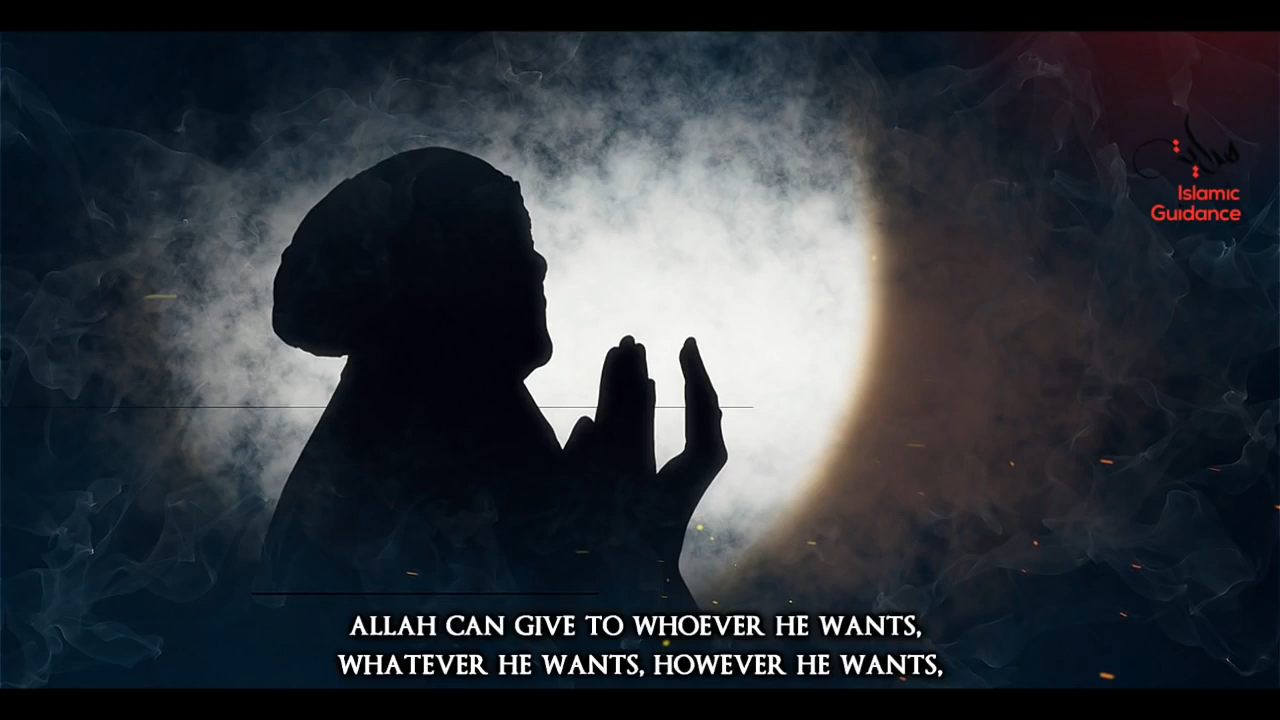 Islamic
Guidance
ALLAH CAN GIVE TO WHOEVER HE WANTS,
WHATEVER HE WANTS, HOWEVER HE WANTS,